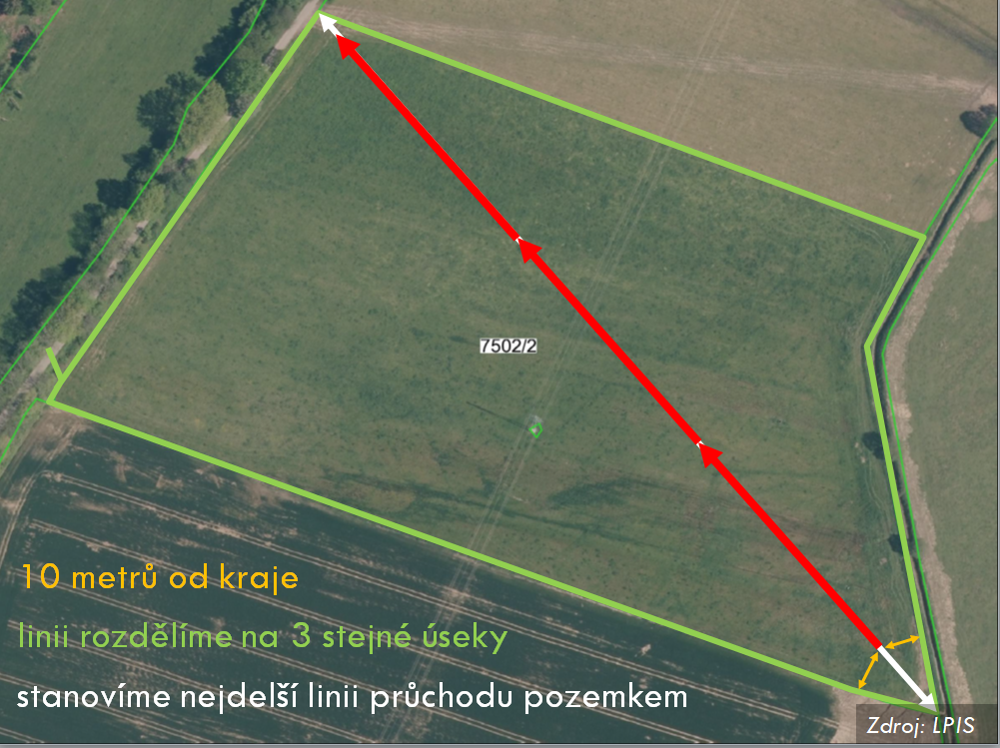 7502/2
10 metrů od kraje
linii rozdělíme na 3 stejné úseky
stanovíme nejdelší linii průchodu pozemkem
Zdroj: LPIS